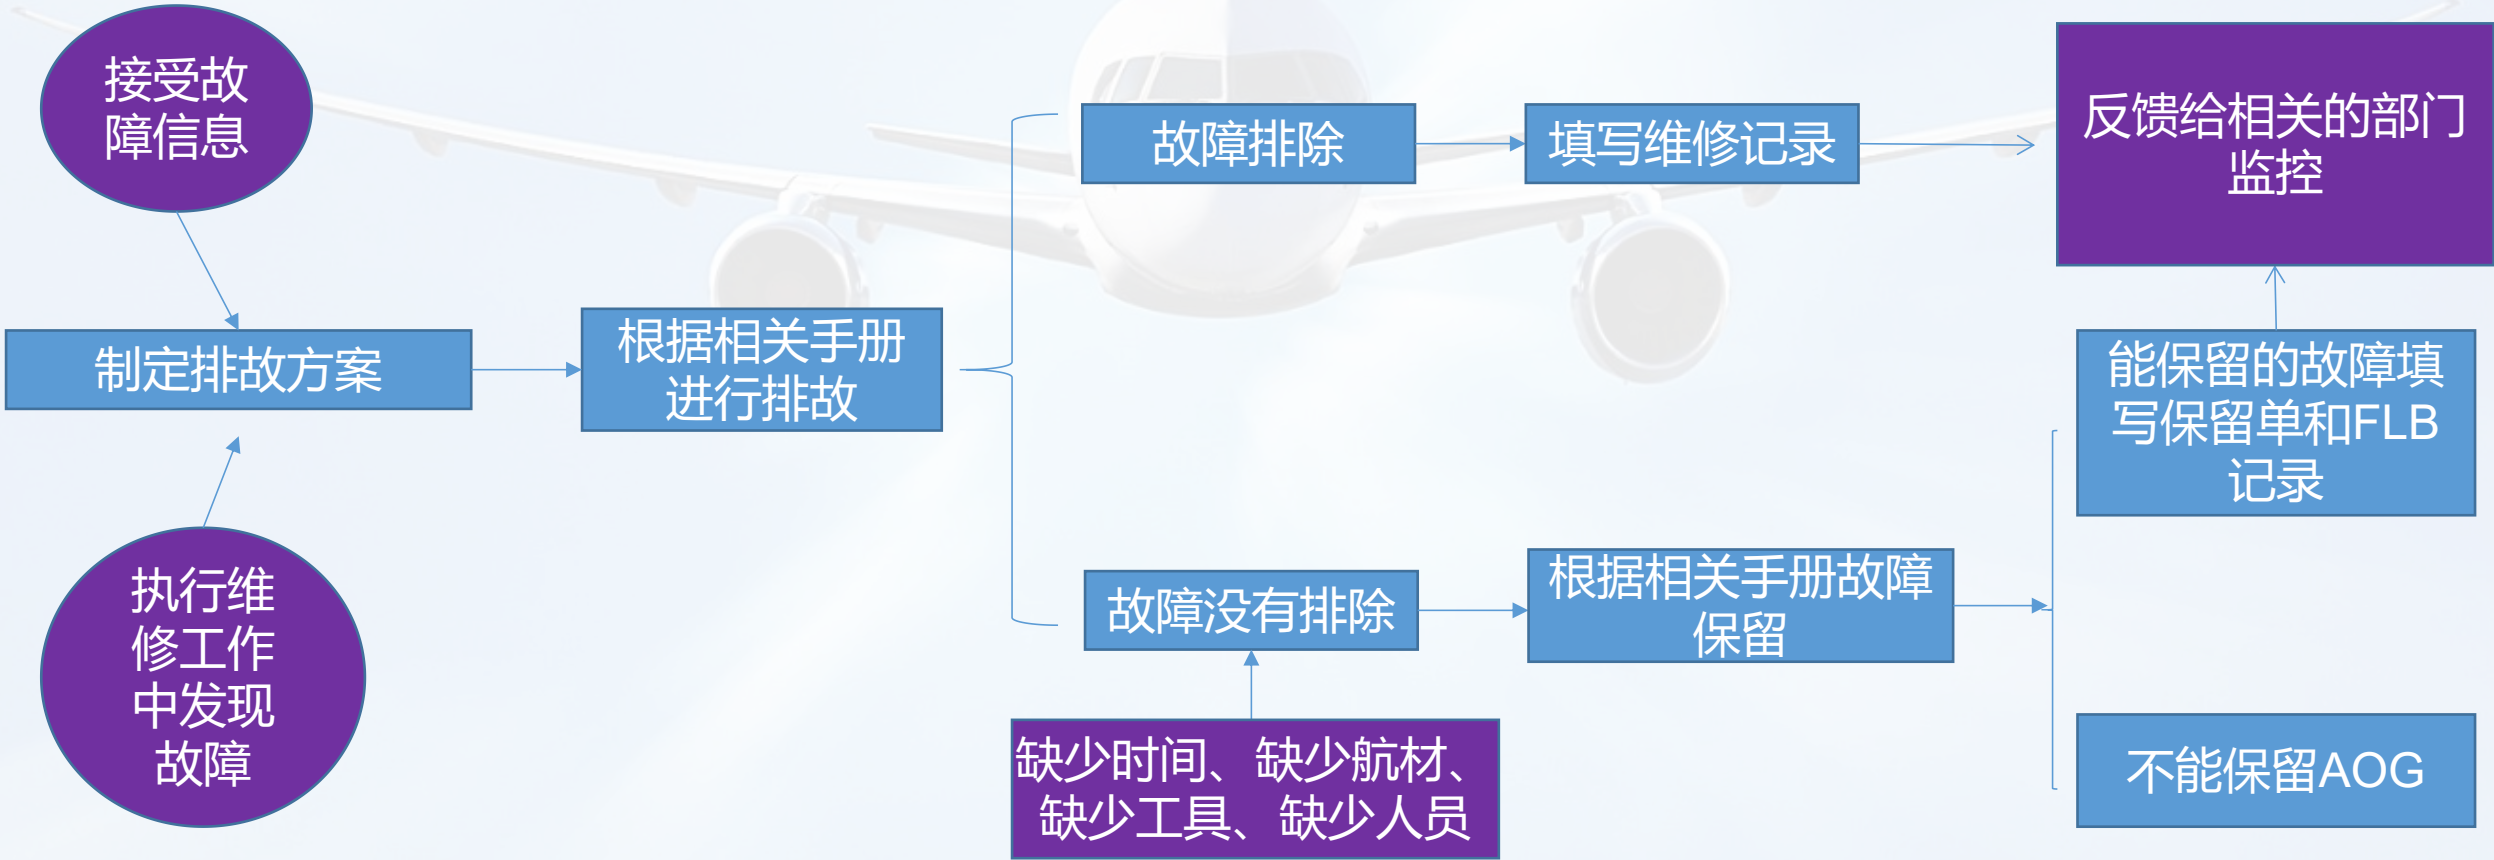 接受故
障信息
制定排故方案
执行维
修工作
中发现
故障
根据相关手册
进行排故
故障排除
填写维修记录
反馈给相关的部门
监控
故障没有排除
缺少时间、缺少航材、
缺少工具、缺少人员
根据相关手册故障
保留
能保留的故障填
写保留单和FLB
记录
不能保留AOG